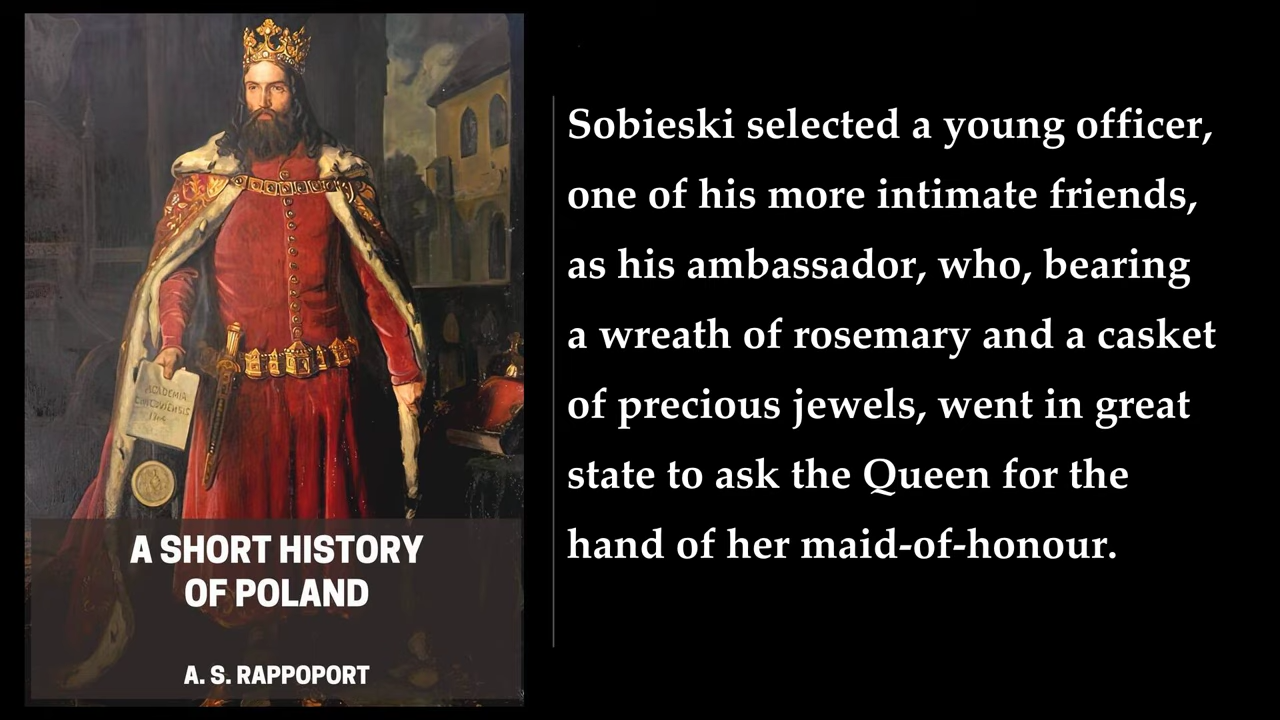 ACADEMIA
A SHORT HISTORY
OF POLAND
A. S. RAPPOPORT
Sobieski selected a young officer,
one of his more intimate friends,
as his ambassador, who, bearing
a wreath of rosemary and a casket
of precious jewels, went in great
state to ask the Queen for the
hand of her maid-of-honour.